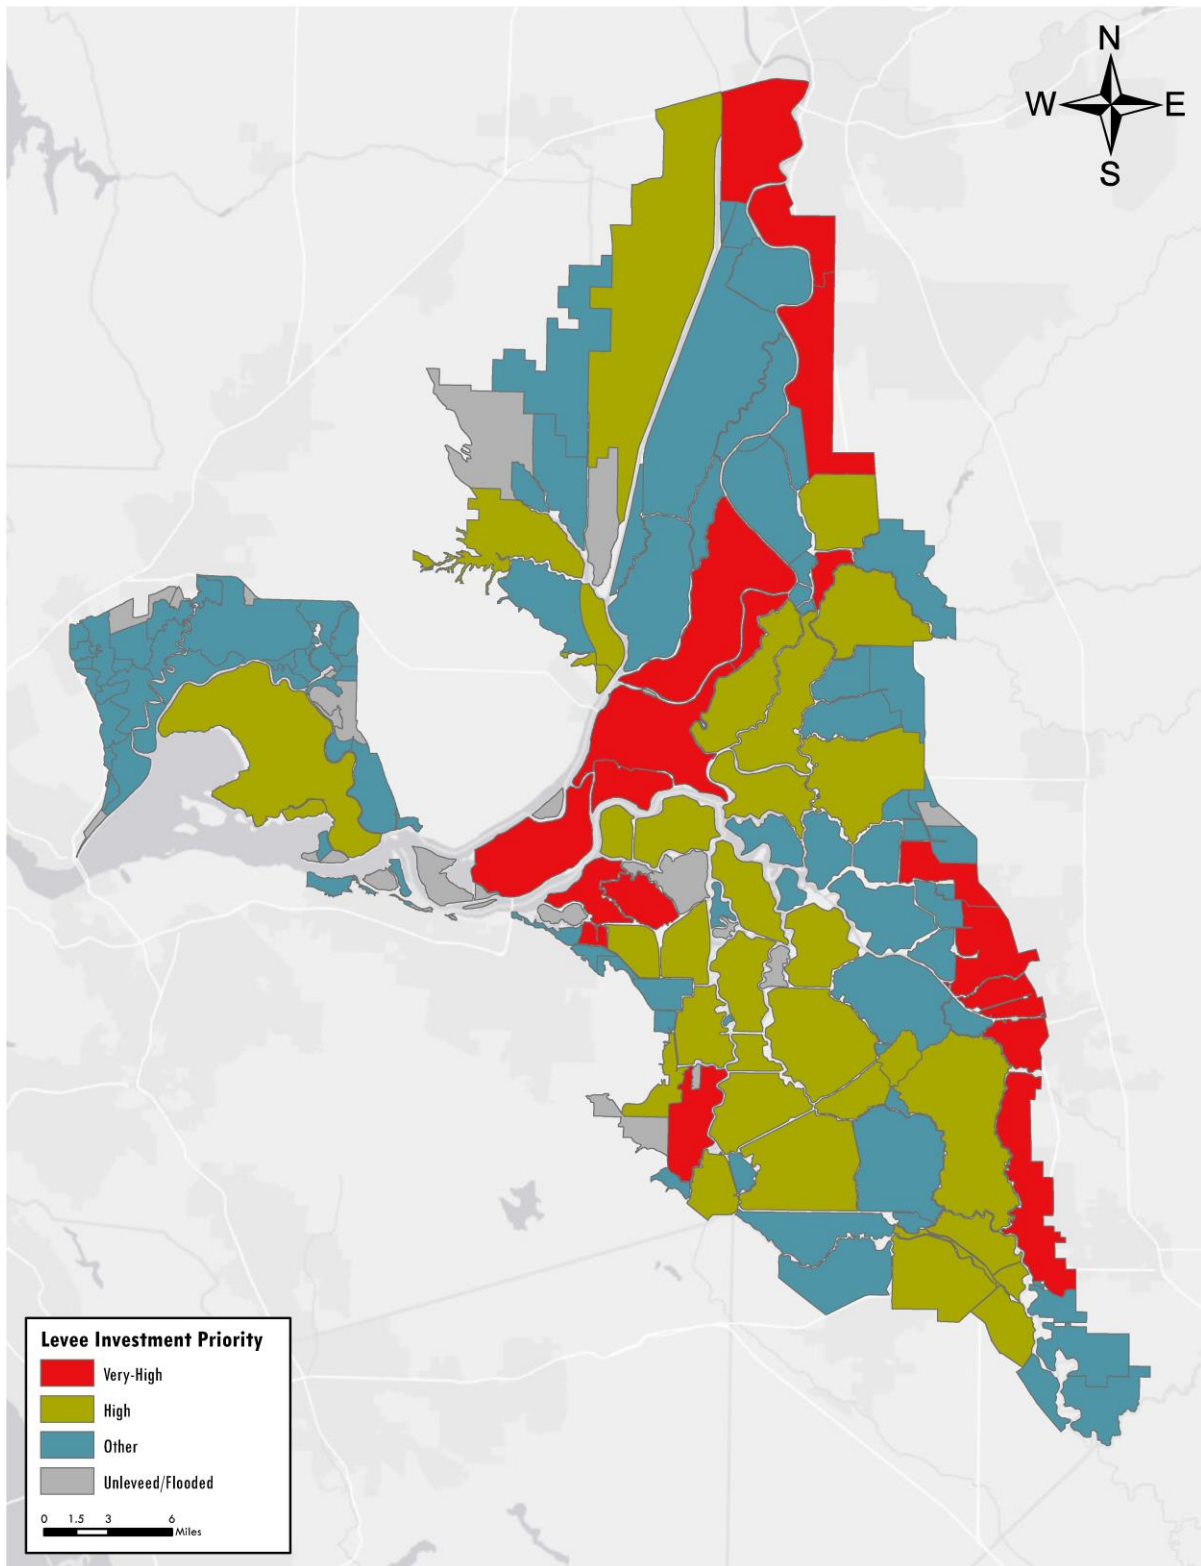 N
W E
S
Levee Investment Priority
Very-High
High
Other
Unleveed/Flooded
0 1.5 3 6
Miles